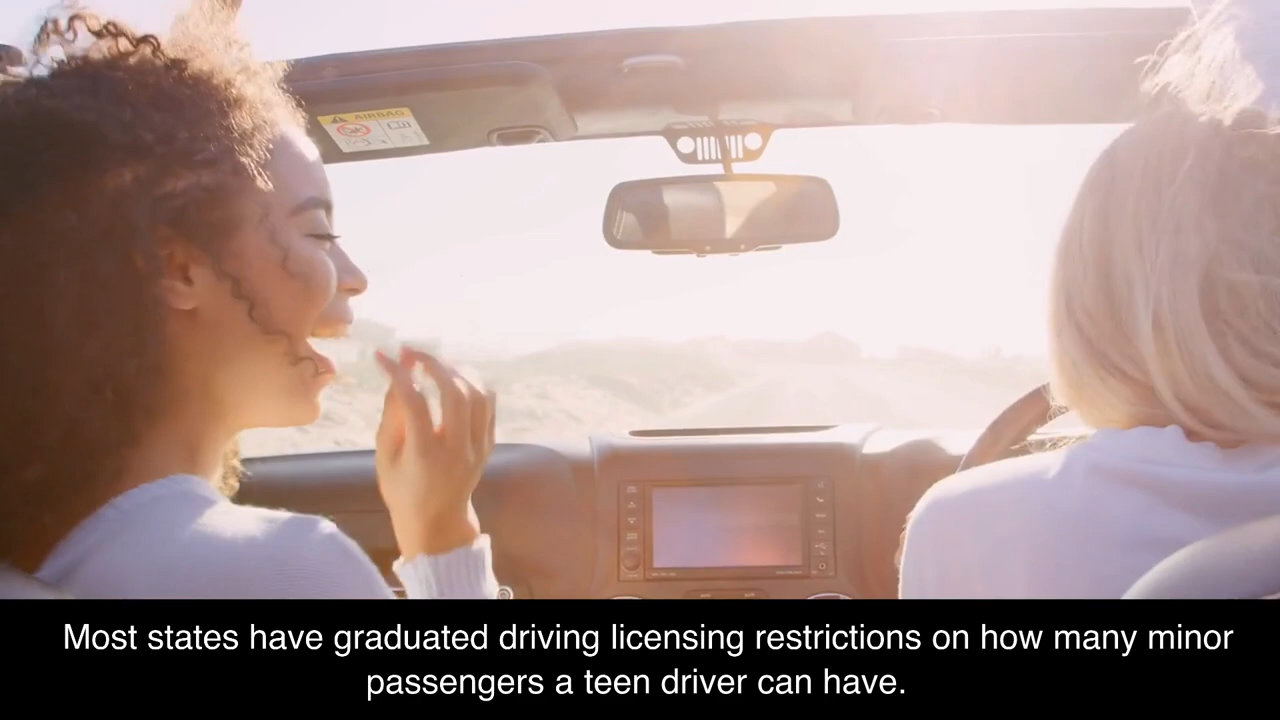 AIRBAG
Most states have graduated driving licensing restrictions on how many minor
passengers a teen driver can have.